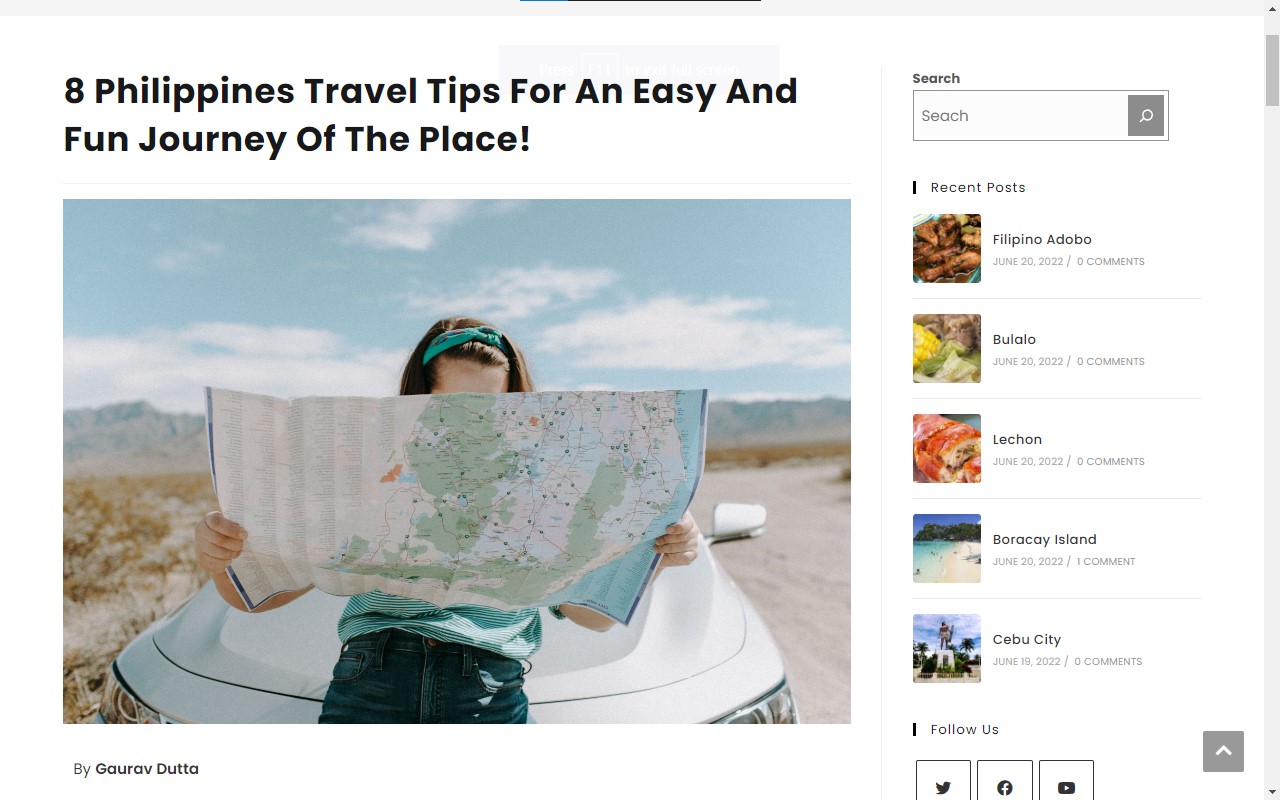 Press F11 to exit full screen
8 Philippines Travel Tips For An Easy And
Fun Journey Of The Place!
By Gaurav Dutta
Search
Seach
Recent Posts
Filipino Adobo
JUNE 20, 2022 / 0 COMMENTS
Bulalo
JUNE 20, 2022 / 0 COMMENTS
Lechon
JUNE 20, 2022 / 0 COMMENTS
Boracay Island
JUNE 20, 2022 / 1 COMMENT
Cebu City
JUNE 19, 2022 / 0 COMMENTS
Follow Us